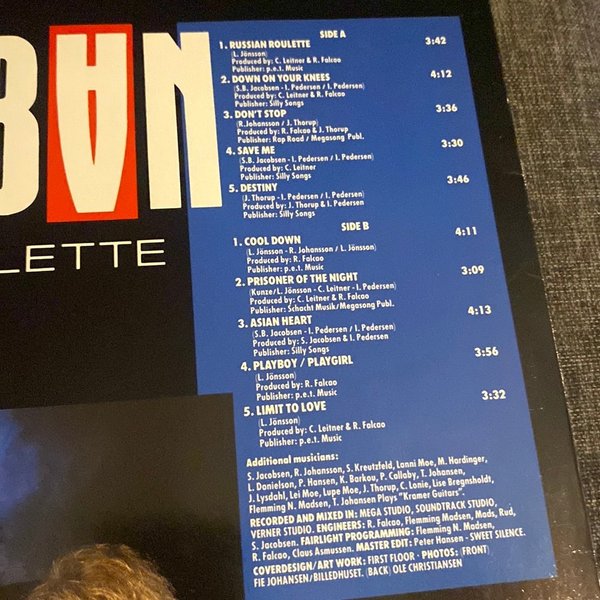 BAN
LETTE
SIDE A
1. RUSSIAN ROULETTE 3:42
(L. Jönsson)
Produced by: C. Leitner & R. Falcao
Publisher: p.e.t. Music
2. DOWN ON YOUR KNEES 4:12
(S.B. Jacobsen - I. Pedersen / I. Pedersen)
Produced by: C. Leitner & R. Falcao
Publisher: Silly Songs
3. DON'T STOP 3:36
(R.Johansson / J. Thorup)
Produced by: R. Falcao & J. Thorup
Publisher: Rap Road / Megasong Publ.
4. SAVE ME 3:30
(S.B. Jacobsen - I. Pedersen / I. Pedersen)
Produced by: C. Leitner
Publisher: Silly Songs
5. DESTINY 3:46
(J. Thorup - I. Pedersen / I. Pedersen)
Produced by: J. Thorup & I. Pedersen
Publisher: Silly Songs
SIDE B
1. COOL DOWN 4:11
(L. Jönsson - R. Johansson / L. Jönsson)
Produced by: R. Falcao
Publisher: p.e.t. Music
2. PRISONER OF THE NIGHT 3:09
(Kunze/L. Jönsson - C. Leitner - I. Pedersen)
Produced by: C. Leitner & R. Falcao
Publisher: Schacht Musik/Megasong Publ.
3. ASIAN HEART 4:13
(S.B. Jacobsen - I. Pedersen / I. Pedersen)
Produced by: S. Jacobsen & I. Pedersen
Publisher: Silly Songs
4. PLAYBOY / PLAYGIRL 3:56
(L. Jönsson)
Produced by: R. Falcao
Publisher: p.e.t. Music
5. LIMIT TO LOVE 3:32
(L. Jönsson)
Produced by: C. Leitner & R. Falcao
Publisher: p.e.t. Music
Additional musicians:
S. Jacobsen, R. Johansson, S. Kreutzfeld, Lanni Moe, M. Hardinger,
L. Danielson, P. Hansen, K. Barkou, P. Callaby, T. Johansen,
J. Lysdahl, Lei Moe, Lupe Moe, J. Thorup, C. Lonie, Lise Bregnsholdt,
Flemming N. Madsen, T. Johansen Plays "Kramer Guitars".
RECORDED AND MIXED IN: MEGA STUDIO, SOUNDTRACK STUDIO,
VERNER STUDIO. ENGINEERS: R. Falcao, Flemming Madsen, Mads, Rud,
S. Jacobsen. FAIRLIGHT PROGRAMMING: Flemming N. Madsen,
R. Falcao, Claus Asmussen. MASTER EDIT: Peter Hansen - SWEET SILENCE.
COVERDESIGN/ART WORK: FIRST FLOOR - PHOTOS: (FRONT)
FIE JOHANSEN/BILLEDHUSET. (BACK) OLE CHRISTIANSEN